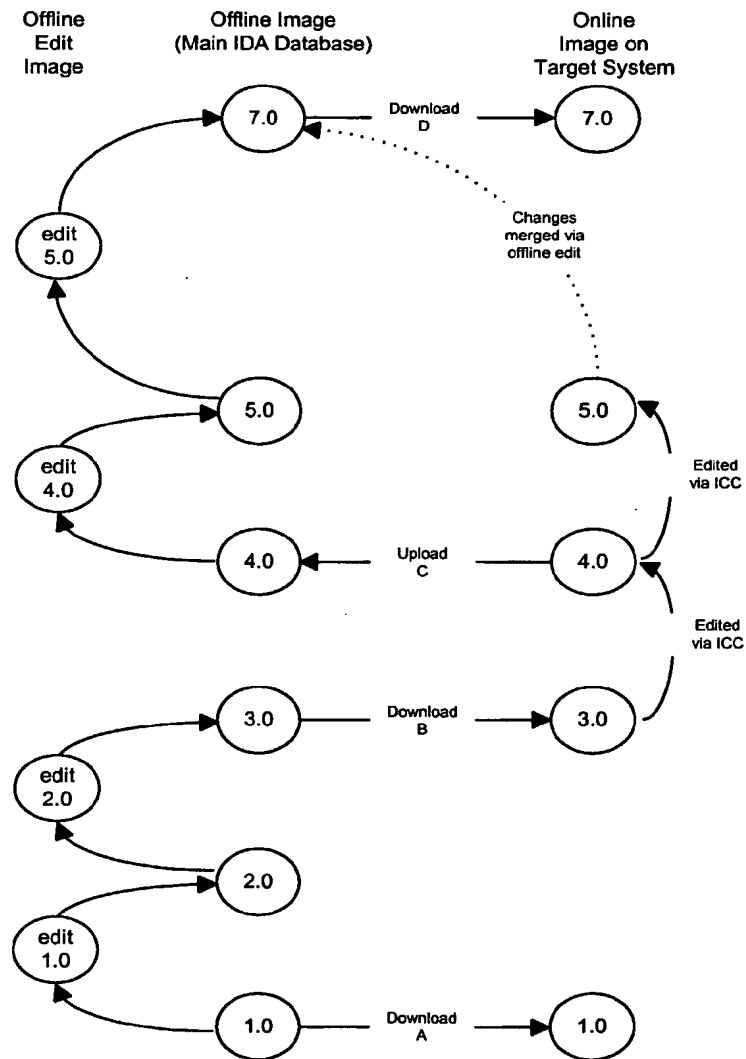 Offline
Edit
Image
Offline Image
(Main IDA Database)
Online
Image on
Target System
7.0
Download
D
7.0
Changes
merged via
offline edit
edit
5.0
5.0
5.0
Edited
via ICC
edit
4.0
4.0
Upload
C
4.0
Edited
via ICC
3.0
Download
B
3.0
edit
2.0
2.0
edit
1.0
1.0
Download
A
1.0